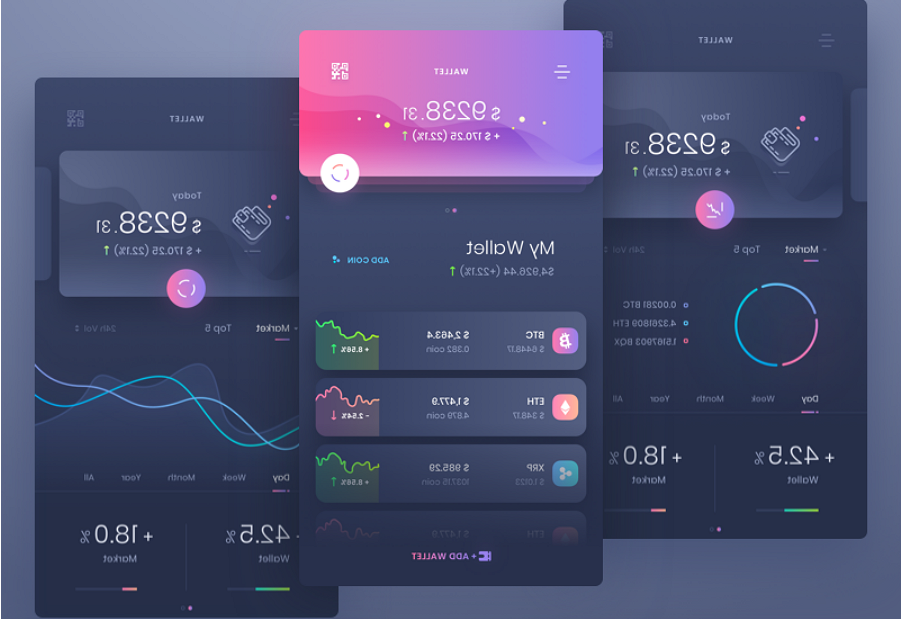 WALLET
Today
$ 9238.31
+ $ 170.25 (22.1%) ↑
Market Top 5 24h Vol
Day Week Month Year All
+ 42.5 % + 18.0 %
Wallet Market
WALLET
$ 9238.31
+ $ 170.25 (22.1%) ↑
My Wallet
$4,926.44 (+22.1%) ↑
ADD COIN
BTC $ 2,463.4
$ 6448.17 0.382 coin
+ 8.56% ↑
ETH $ 1,477.9
$ 348.17 4.879 coin
- 2.54% ↓
XRP $ 985.29
1037.15 coin
+ 8.56% ↑
ETH $ 1,477.9
+ ADD WALLET
WALLET
Today
$ 9238.31
+ $ 170.25 (22.1%) ↑
Market Top 5 24h Vol
0.00281 BTC
4.3261809 ETH
1.5167903 BQX
Day Week Month Year All
+ 42.5 % + 18.0 %
Wallet Market